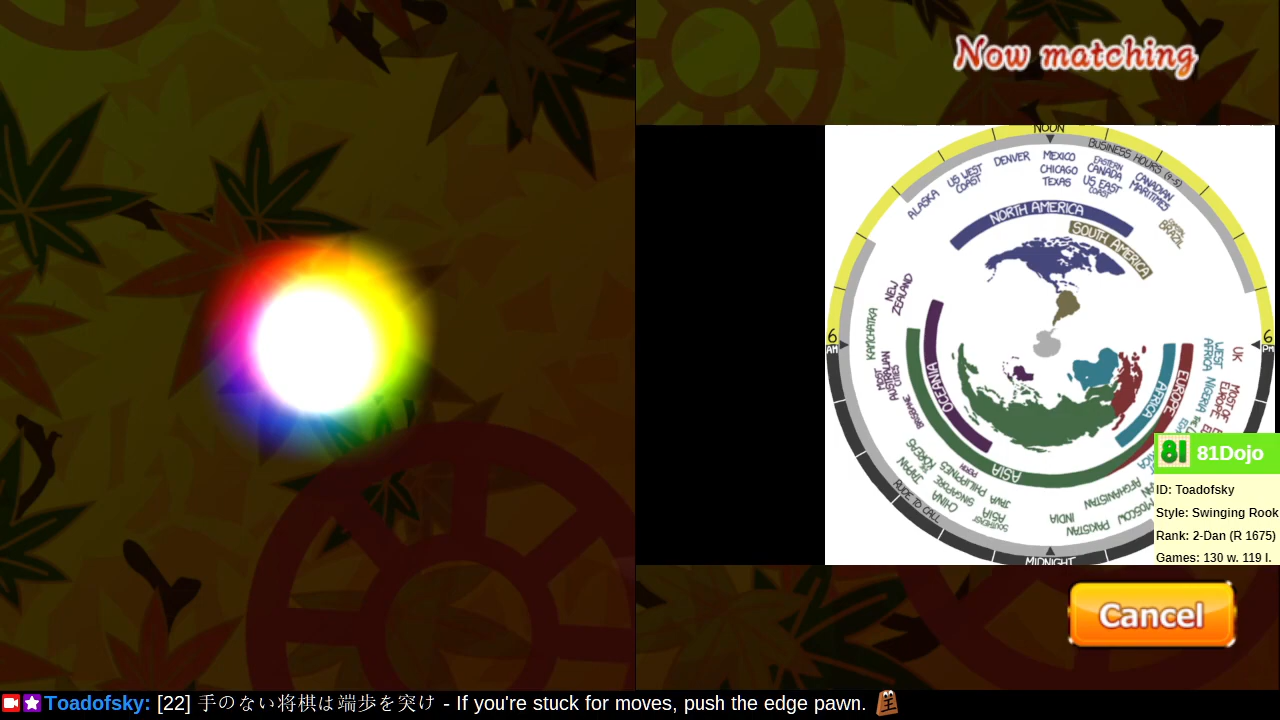 Now matching
NOON
BUSINESS HOURS (9-5)
ALASKA
US WEST COAST
DENVER
MEXICO
CHICAGO
TEXAS
EASTERN CANADA
US EAST COAST
CANADIAN MARITIMES
BRAZIL
NORTH AMERICA
SOUTH AMERICA
NEW ZEALAND
KAMCHATKA
6 AM
6 PM
MOST AUSTRALIAN CITIES
BRISBANE
OCEANIA
ASIA
AFRICA
EUROPE
UK
WEST AFRICA
NIGERIA
MOST OF EUROPE
KOREAS
JAPAN
PHILIPPINES
PERTH
SINGAPORE
CHINA
JAVA
SOUTHEAST ASIA
INDIA
AFGHANISTAN
PAKISTAN
MOSCOW
RUDE TO CALL
MIDNIGHT
81 81Dojo
ID: Toadofsky
Style: Swinging Rook
Rank: 2-Dan (R 1675)
Games: 130 w. 119 l.
Cancel
Toadofsky: [22] 手のない将棋は端歩を突け - If you're stuck for moves, push the edge pawn.